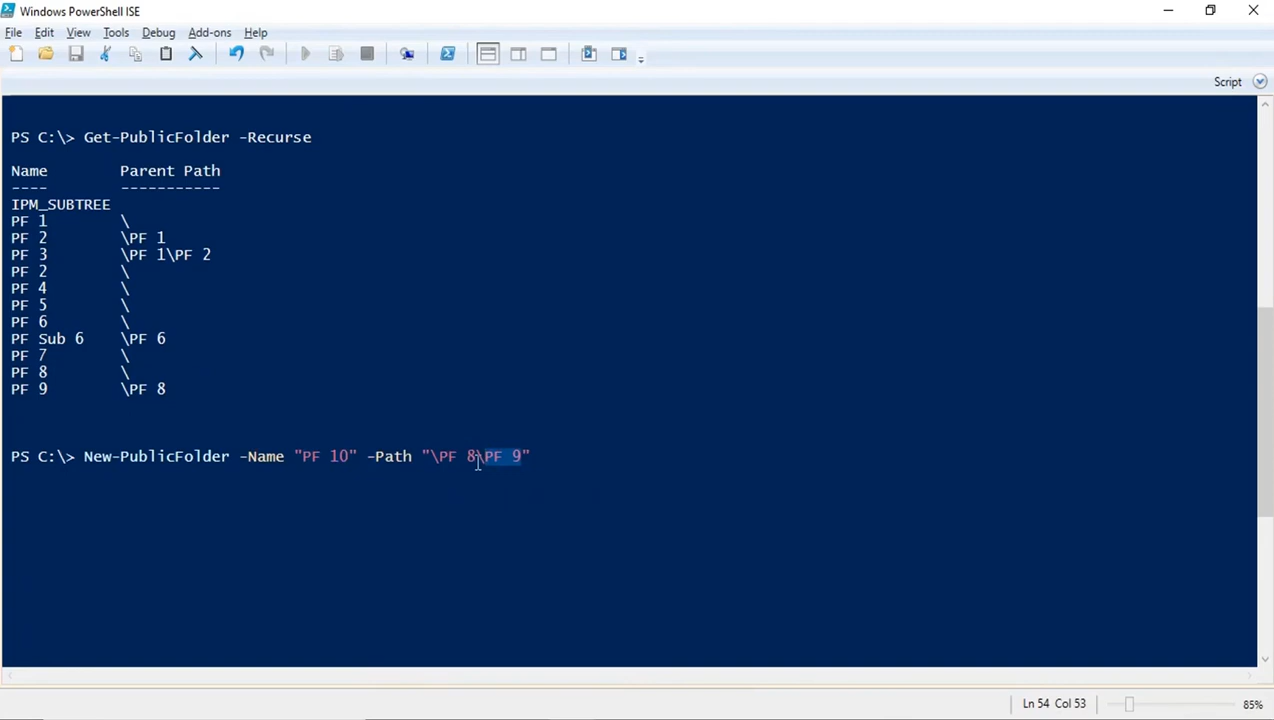 Windows PowerShell ISE
File Edit View Tools Debug Add-ons Help
Script
PS C:\> Get-PublicFolder -Recurse
Name Parent Path
---- -----------
IPM_SUBTREE
PF 1 \
PF 2 \PF 1
PF 3 \PF 1\PF 2
PF 2 \
PF 4 \
PF 5 \
PF 6 \
PF Sub 6 \PF 6
PF 7 \
PF 8 \
PF 9 \PF 8
PS C:\> New-PublicFolder -Name "PF 10" -Path "\PF 8\PF 9"
Ln 54 Col 53 85%